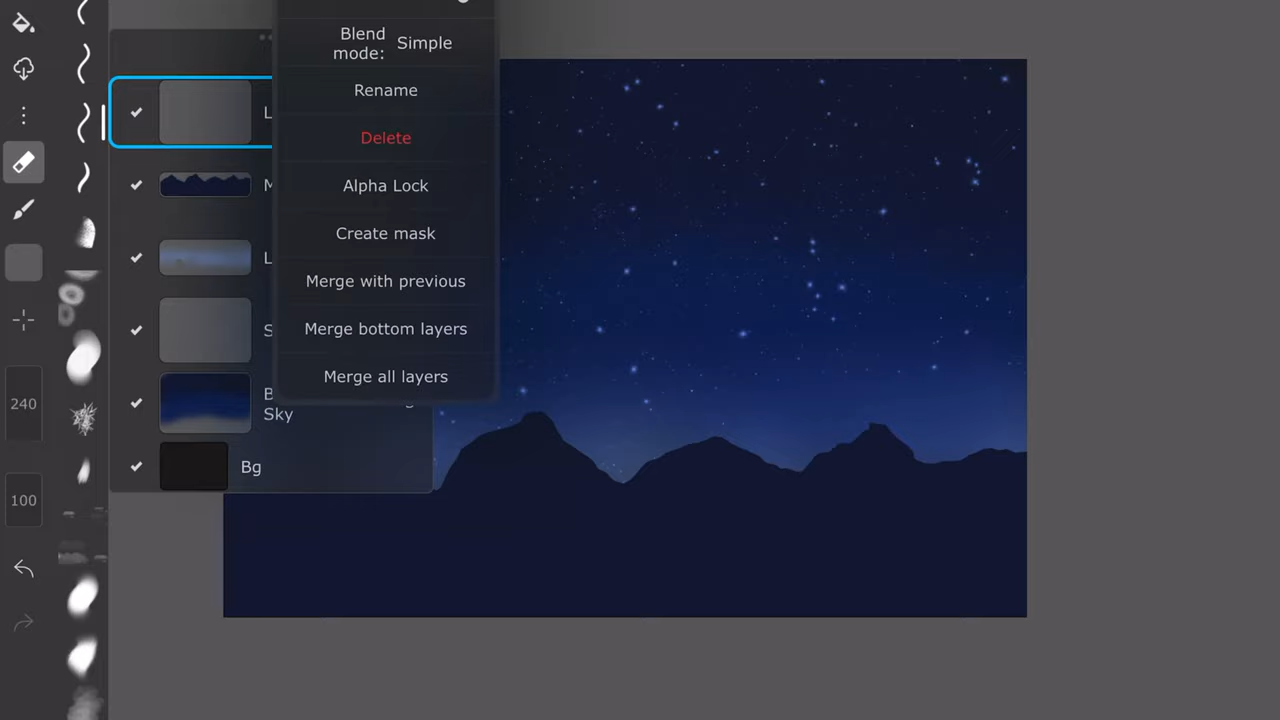 Blend
mode: Simple
Rename
Delete
Alpha Lock
Create mask
Merge with previous
Merge bottom layers
Merge all layers
L
M
L
S
B
Sky
Bg
240
100